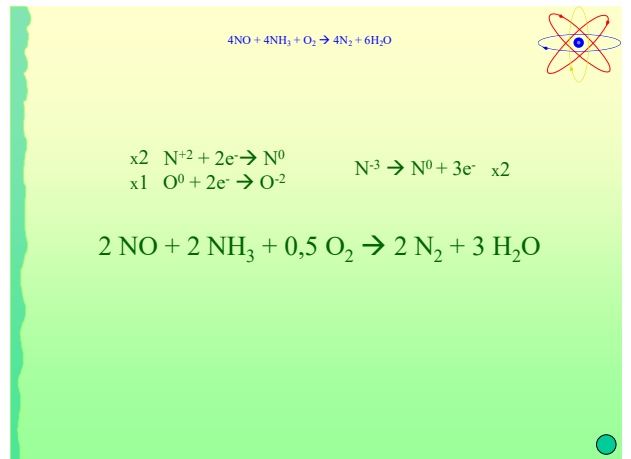 4NO + 4NH₃ + O₂ → 4N₂ + 6H₂O
x2 N⁺² + 2e⁻→ N⁰
x1 O⁰ + 2e⁻ → O⁻²
N⁻³ → N⁰ + 3e⁻ x2
2 NO + 2 NH₃ + 0,5 O₂ → 2 N₂ + 3 H₂O